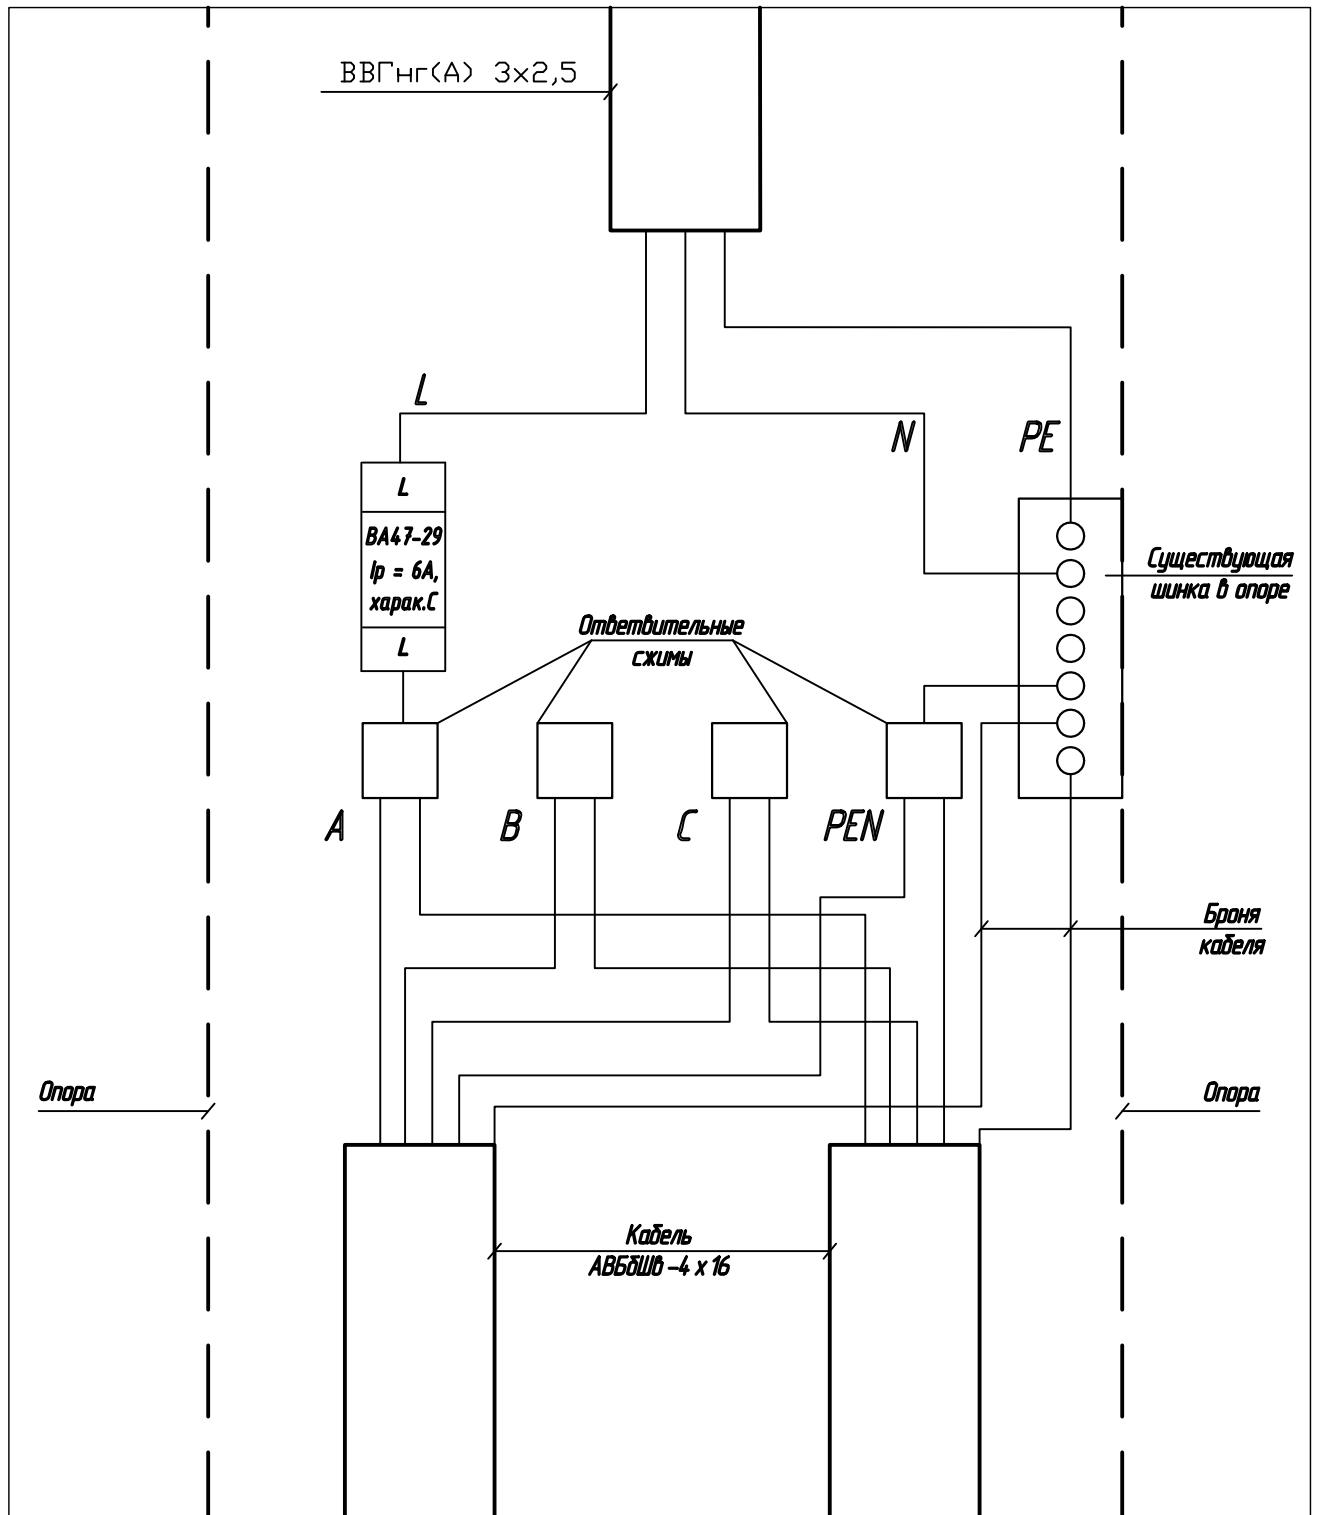 ВВГнг(А) 3х2,5
L
N
PE
L
ВА47-29
Iр = 6А,
харак.С
L
Существующая
шинка в опоре
Ответвительные
сжимы
A
B
C
PEN
Броня
кабеля
Опора
Опора
Кабель
АВБбШв -4 х 16